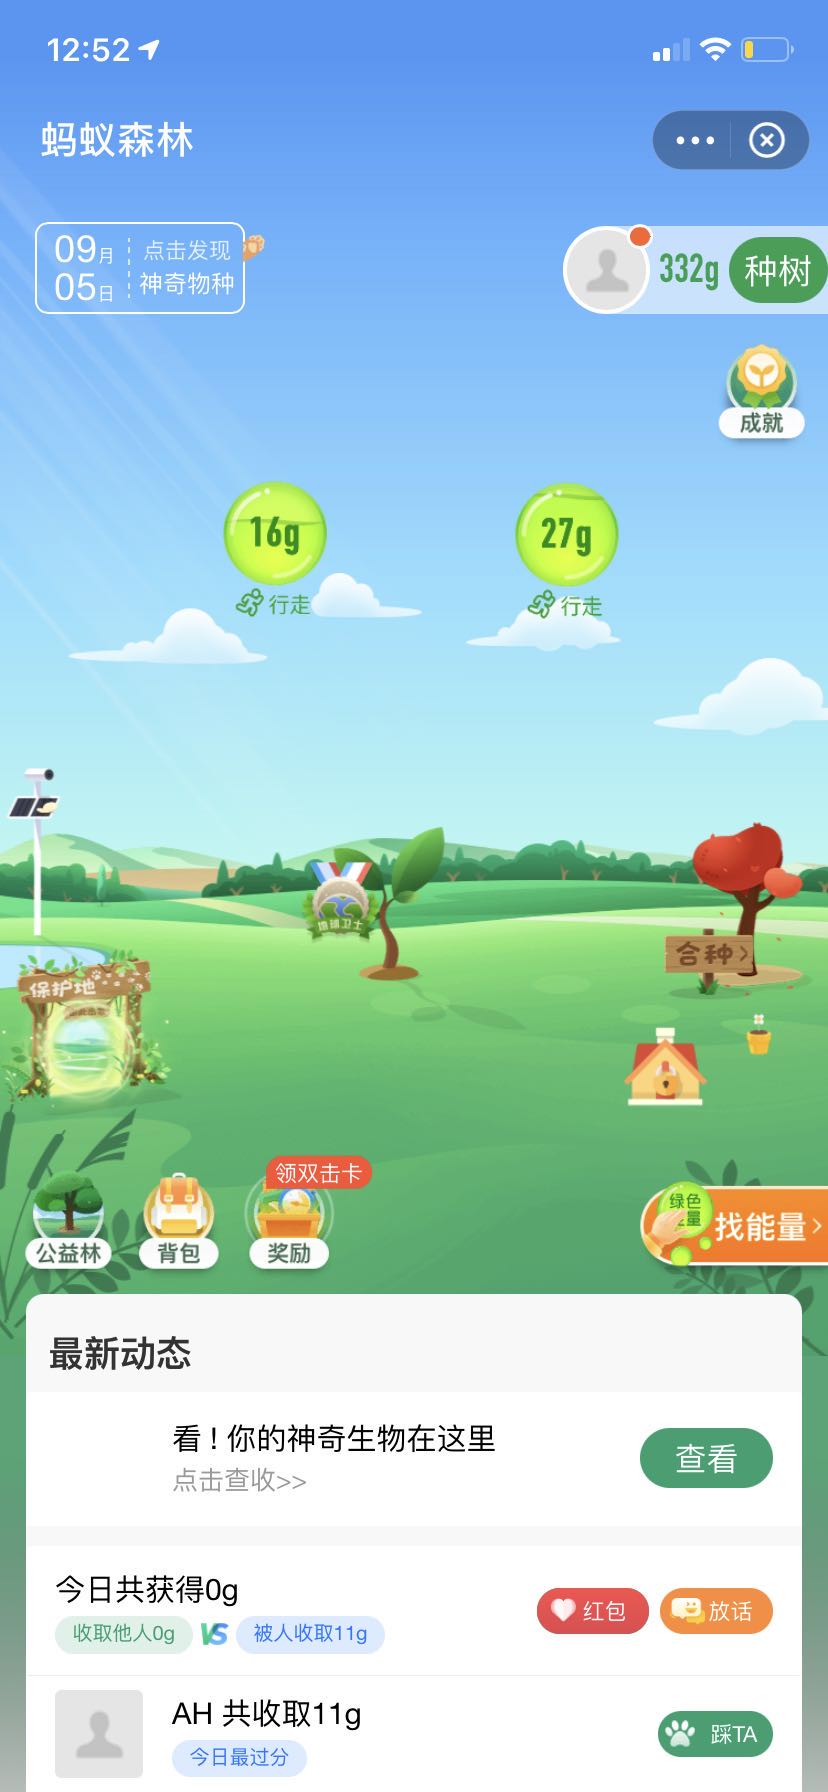 12:52
蚂蚁森林
09月
点击发现
05日
神奇物种
332g
种树
成就
16g
27g
行走
行走
地球卫士
合种
保护地
领双击卡
公益林
背包
奖励
绿色
找能量
最新动态
看！你的神奇生物在这里
点击查收>>
查看
今日共获得0g
收取他人0g
VS
被人收取11g
红包
放话
AH 共收取11g
今日最过分
踩TA